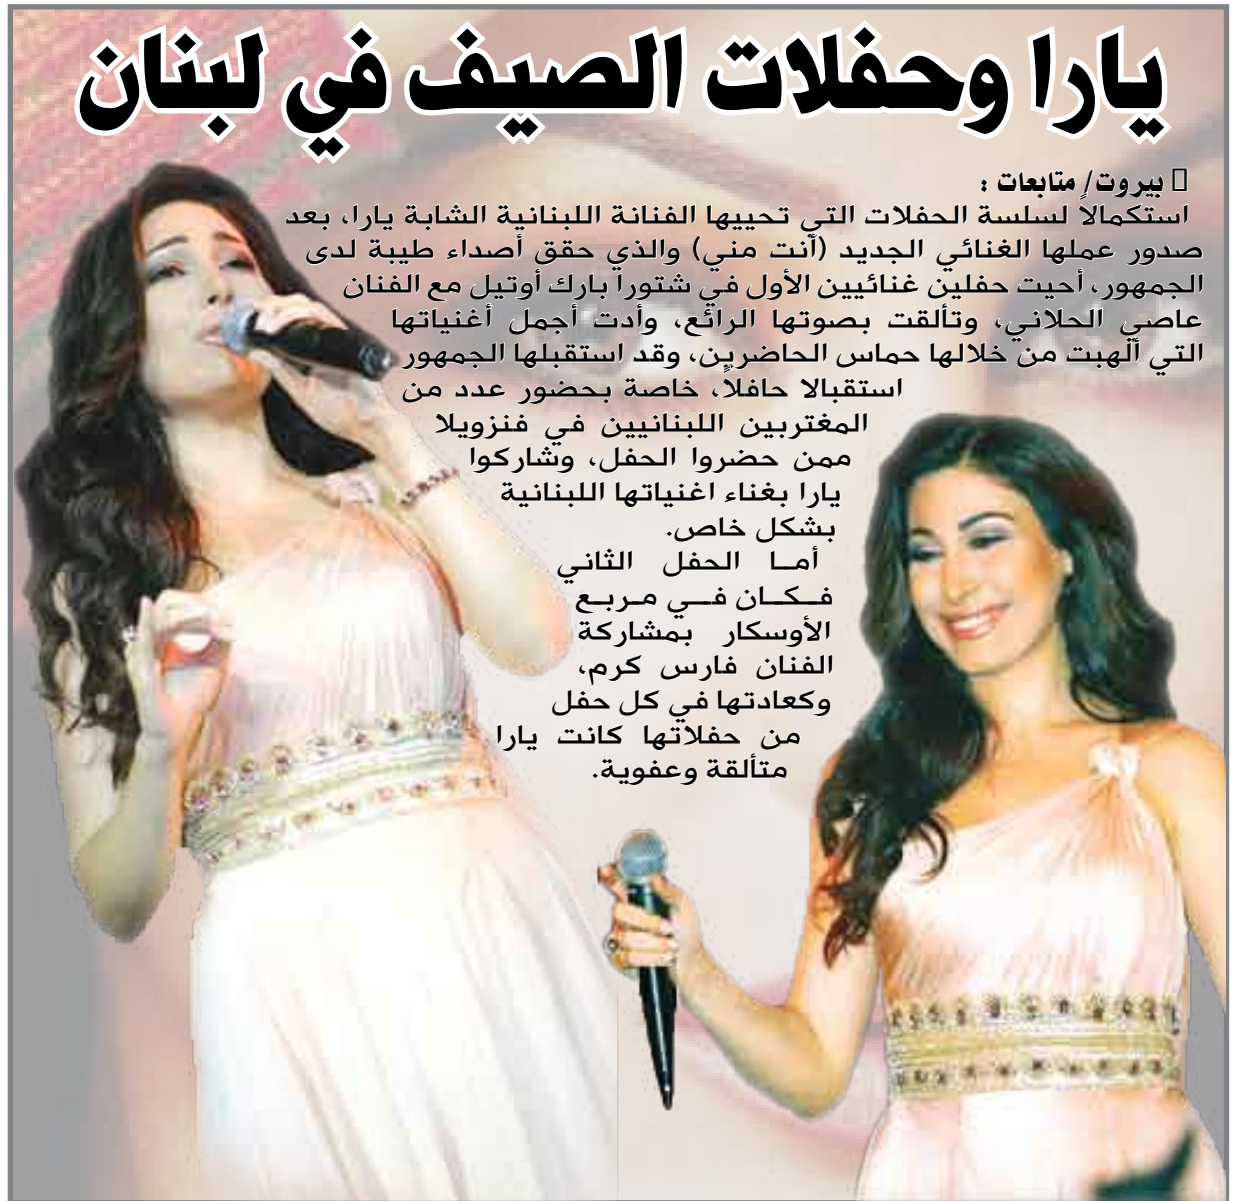 يارا وحفلات الصيف في لبنان
بيروت/ متابعات :
استكمالاً لسلسة الحفلات التي تحييها الفنانة اللبنانية الشابة يارا، بعد
صدور عملها الغنائي الجديد (أنت مني) والذي حقق أصداء طيبة لدى
الجمهور، أحيت حفلين غنائيين الأول في شتورا بارك أوتيل مع الفنان
عاصي الحلاني، وتألقت بصوتها الرائع، وأدت أجمل أغنياتها
التي ألهبت من خلالها حماس الحاضرين، وقد استقبلها الجمهور
استقبالا حافلاً، خاصة بحضور عدد من
المغتربين اللبنانيين في فنزويلا
ممن حضروا الحفل، وشاركوا
يارا بغناء اغنياتها اللبنانية
بشكل خاص.
أمــا الحفل الثاني
فــكــان فــي مـربـع
الأوسكار بمشاركة
الفنان فارس كرم،
وكعادتها في كل حفل
من حفلاتها كانت يارا
متألقة وعفوية.